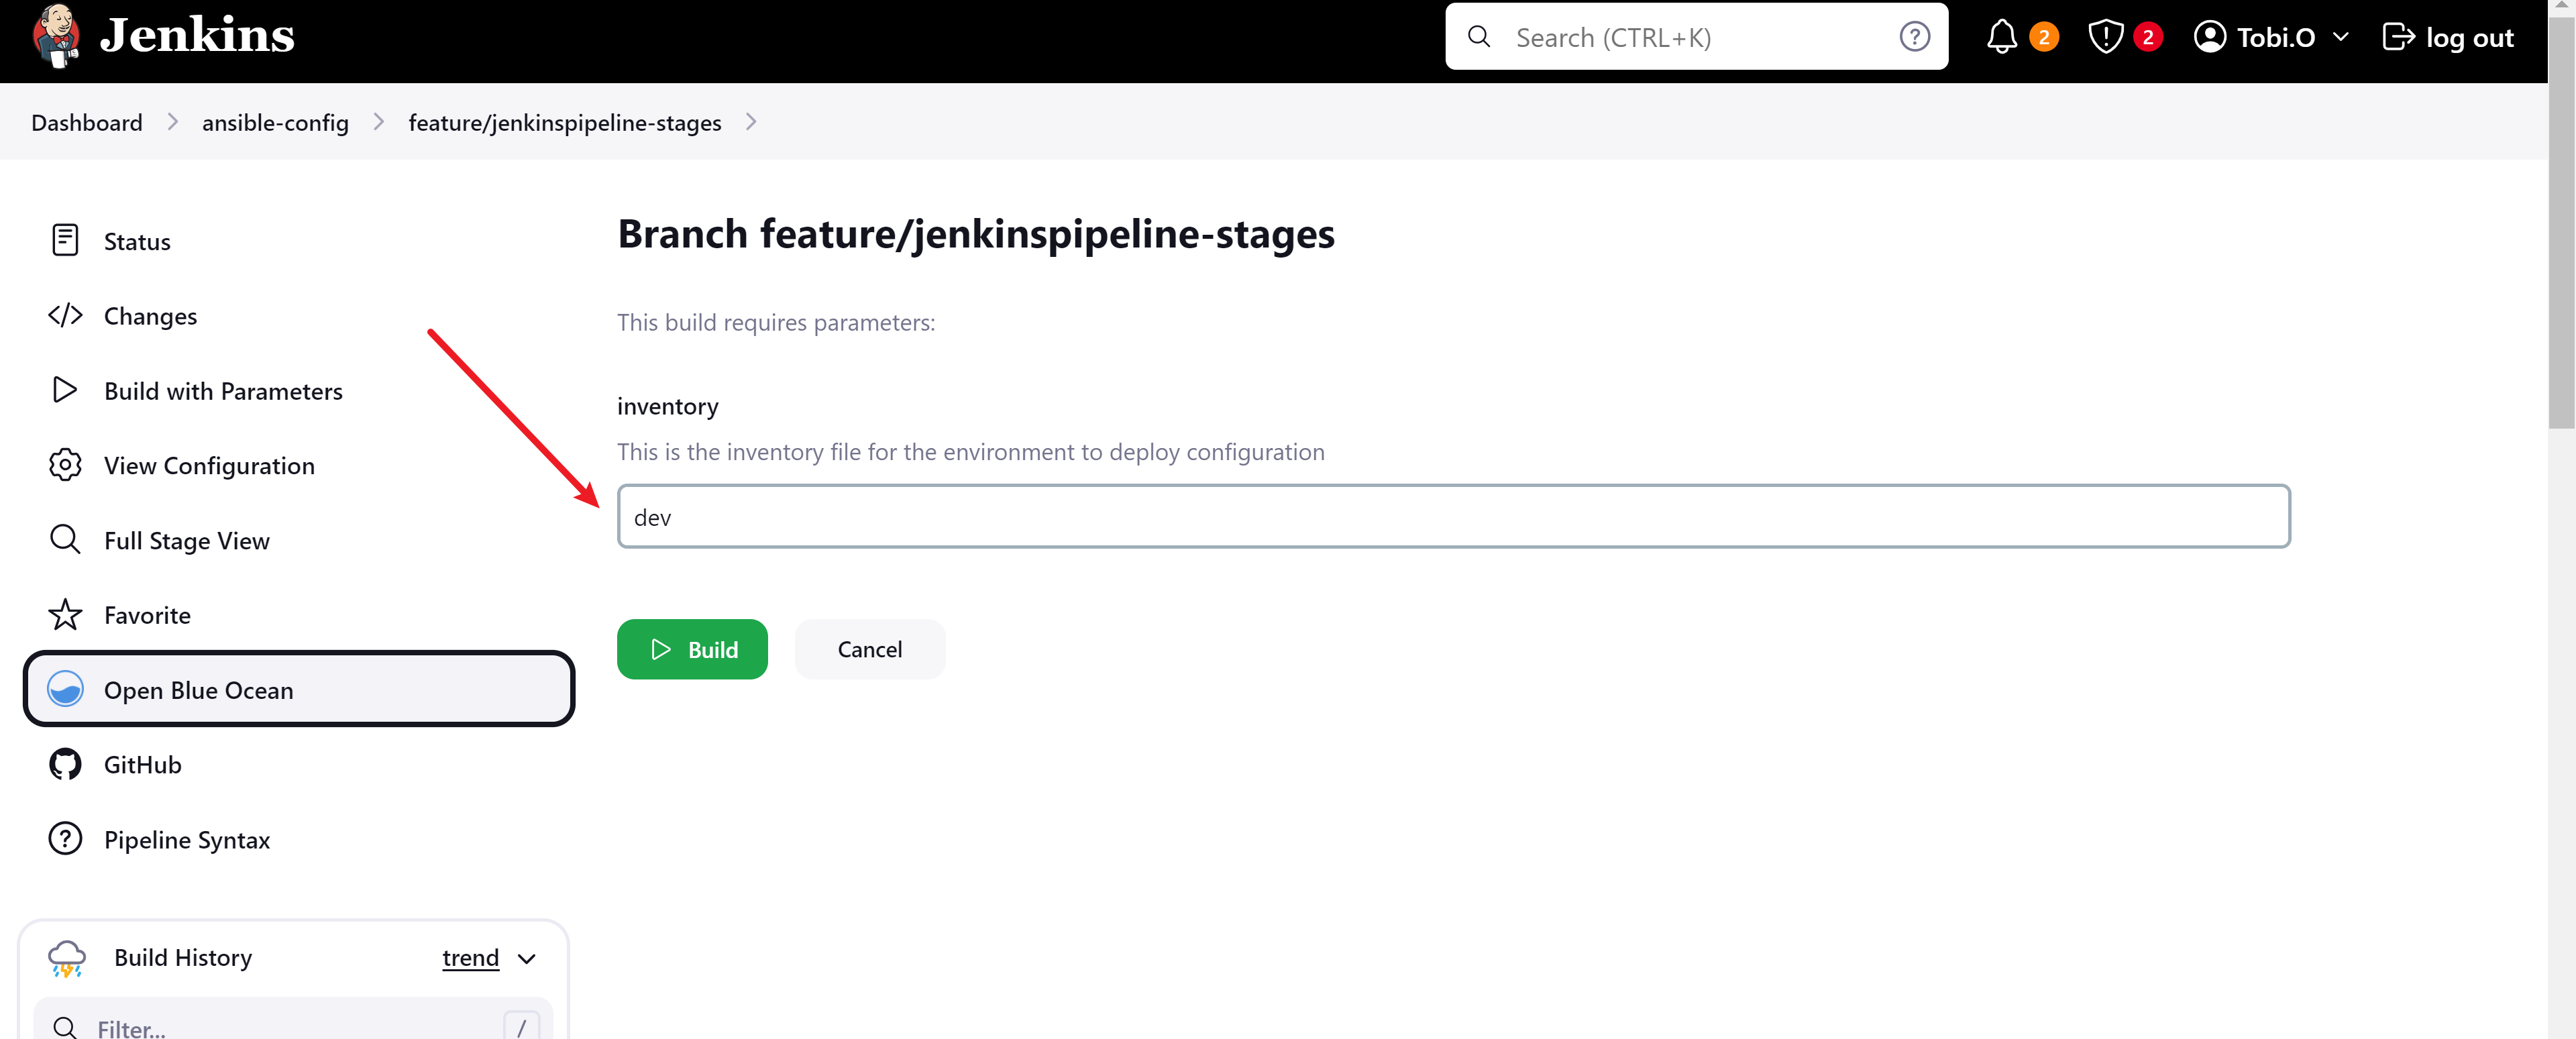 Jenkins
Search (CTRL+K)
?
2
2
Tobi.O
log out
Dashboard
ansible-config
feature/jenkinspipeline-stages
Status
Changes
Build with Parameters
View Configuration
Full Stage View
Favorite
Open Blue Ocean
GitHub
Pipeline Syntax
Build History
trend
Filter...
/
Branch feature/jenkinspipeline-stages
This build requires parameters:
inventory
This is the inventory file for the environment to deploy configuration
dev
Build
Cancel